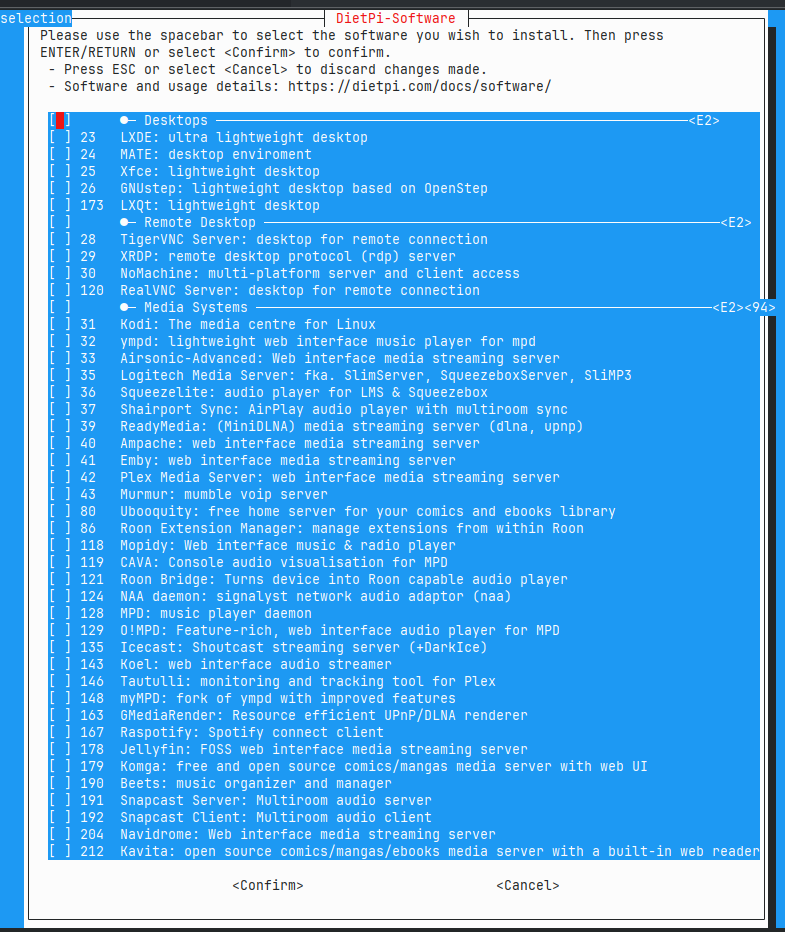 selection
DietPi-Software
Please use the spacebar to select the software you wish to install. Then press
ENTER/RETURN or select <Confirm> to confirm.
- Press ESC or select <Cancel> to discard changes made.
- Software and usage details: https://dietpi.com/docs/software/
[ ] ●─ Desktops ─<E2>
[ ] 23 LXDE: ultra lightweight desktop
[ ] 24 MATE: desktop enviroment
[ ] 25 Xfce: lightweight desktop
[ ] 26 GNUstep: lightweight desktop based on OpenStep
[ ] 173 LXQt: lightweight desktop
[ ] ●─ Remote Desktop ─<E2>
[ ] 28 TigerVNC Server: desktop for remote connection
[ ] 29 XRDP: remote desktop protocol (rdp) server
[ ] 30 NoMachine: multi-platform server and client access
[ ] 120 RealVNC Server: desktop for remote connection
[ ] ●─ Media Systems ─<E2><94>
[ ] 31 Kodi: The media centre for Linux
[ ] 32 ympd: lightweight web interface music player for mpd
[ ] 33 Airsonic-Advanced: Web interface media streaming server
[ ] 35 Logitech Media Server: fka. SlimServer, SqueezeboxServer, SliMP3
[ ] 36 Squeezelite: audio player for LMS & Squeezebox
[ ] 37 Shairport Sync: AirPlay audio player with multiroom sync
[ ] 39 ReadyMedia: (MiniDLNA) media streaming server (dlna, upnp)
[ ] 40 Ampache: web interface media streaming server
[ ] 41 Emby: web interface media streaming server
[ ] 42 Plex Media Server: web interface media streaming server
[ ] 43 Murmur: mumble voip server
[ ] 80 Ubooquity: free home server for your comics and ebooks library
[ ] 86 Roon Extension Manager: manage extensions from within Roon
[ ] 118 Mopidy: Web interface music & radio player
[ ] 119 CAVA: Console audio visualisation for MPD
[ ] 121 Roon Bridge: Turns device into Roon capable audio player
[ ] 124 NAA daemon: signalyst network audio adaptor (naa)
[ ] 128 MPD: music player daemon
[ ] 129 O!MPD: Feature-rich, web interface audio player for MPD
[ ] 135 Icecast: Shoutcast streaming server (+DarkIce)
[ ] 143 Koel: web interface audio streamer
[ ] 146 Tautulli: monitoring and tracking tool for Plex
[ ] 148 myMPD: fork of ympd with improved features
[ ] 163 GMediaRender: Resource efficient UPnP/DLNA renderer
[ ] 167 Raspotify: Spotify connect client
[ ] 178 Jellyfin: FOSS web interface media streaming server
[ ] 179 Komga: free and open source comics/mangas media server with web UI
[ ] 190 Beets: music organizer and manager
[ ] 191 Snapcast Server: Multiroom audio server
[ ] 192 Snapcast Client: Multiroom audio client
[ ] 204 Navidrome: Web interface media streaming server
[ ] 212 Kavita: open source comics/mangas/ebooks media server with a built-in web reader
<Confirm> <Cancel>